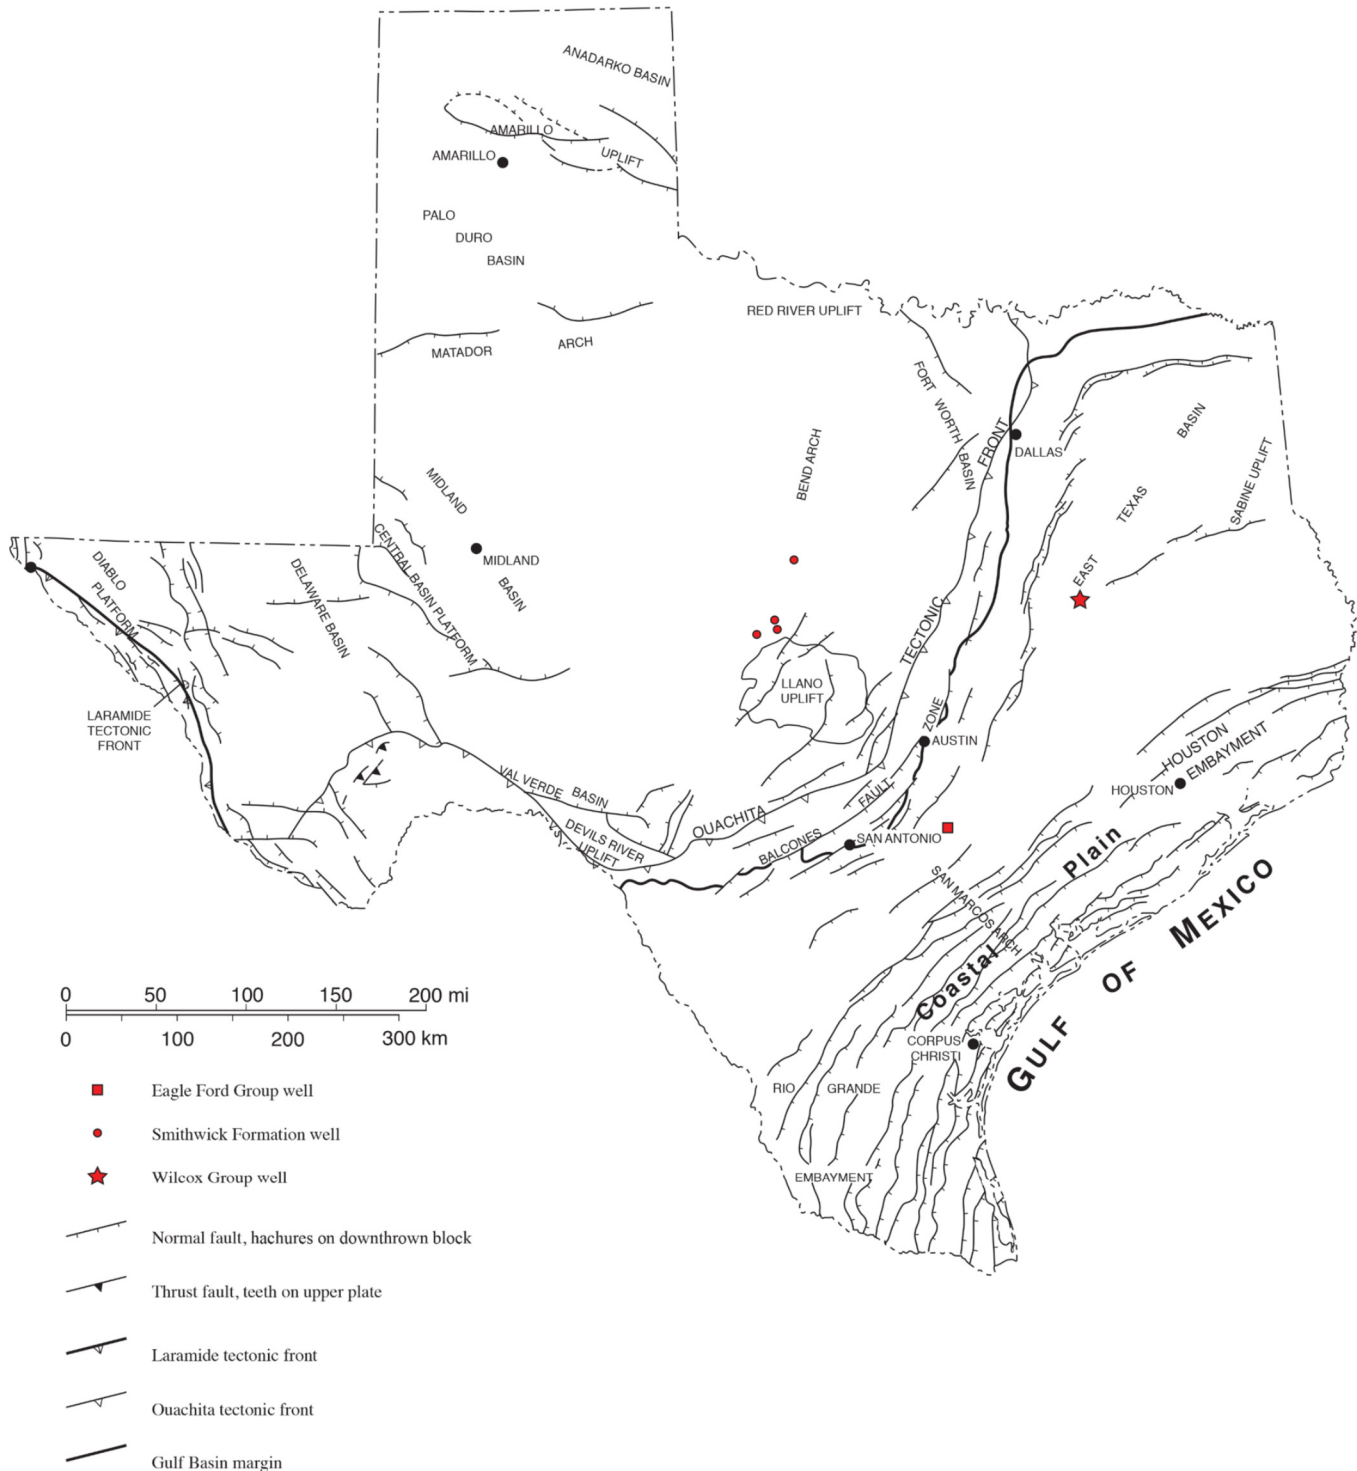 ANADARKO BASIN
AMARILLO
UPLIFT
AMARILLO
PALO
DURO
BASIN
RED RIVER UPLIFT
MATADOR
ARCH
FORT WORTH BASIN
FRONT
DALLAS
BASIN
BEND ARCH
SABINE UPLIFT
TEXAS
MIDLAND
MIDLAND
BASIN
CENTRAL BASIN PLATFORM
DIABLO
PLATFORM
DELAWARE BASIN
EAST
TECTONIC
LLANO
UPLIFT
LARAMIDE
TECTONIC
FRONT
ZONE
AUSTIN
HOUSTON
EMBAYMENT
HOUSTON
VAL VERDE BASIN
FAULT
OUACHITA
DEVILS RIVER
UPLIFT
BALCONES
SAN ANTONIO
SAN MARCOS ARCH
Plain
Coastal
GULF OF MEXICO
CORPUS
CHRISTI
RIO
GRANDE
EMBAYMENT
0 50 100 150 200 mi
0 100 200 300 km
Eagle Ford Group well
Smithwick Formation well
Wilcox Group well
Normal fault, hachures on downthrown block
Thrust fault, teeth on upper plate
Laramide tectonic front
Ouachita tectonic front
Gulf Basin margin